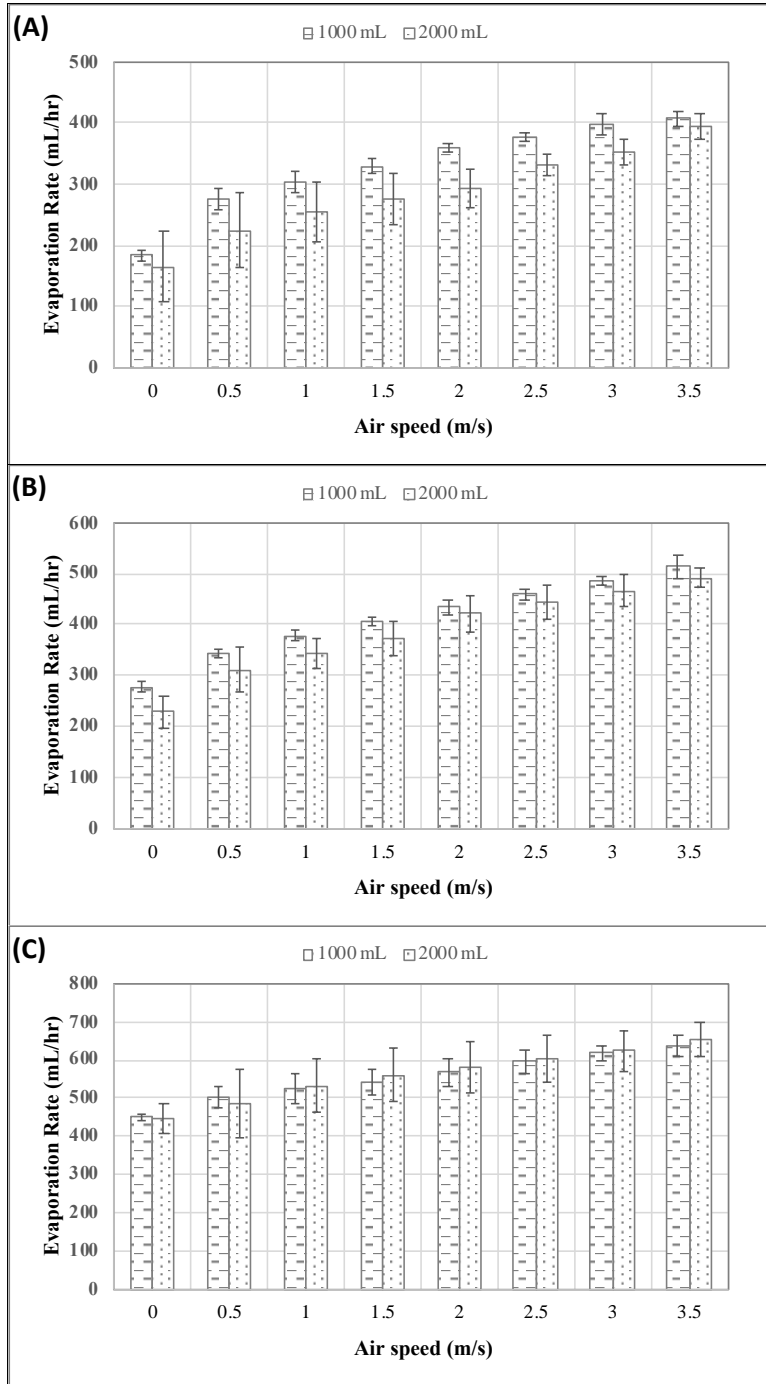 (A)
1000 mL 2000 mL
500
400
300
200
100
0
Evaporation Rate (mL/hr)
0 0.5 1 1.5 2 2.5 3 3.5
Air speed (m/s)
(B)
1000 mL 2000 mL
600
500
400
300
200
100
0
Evaporation Rate (mL/hr)
0 0.5 1 1.5 2 2.5 3 3.5
Air speed (m/s)
(C)
1000 mL 2000 mL
800
700
600
500
400
300
200
100
0
Evaporation Rate (mL/hr)
0 0.5 1 1.5 2 2.5 3 3.5
Air speed (m/s)